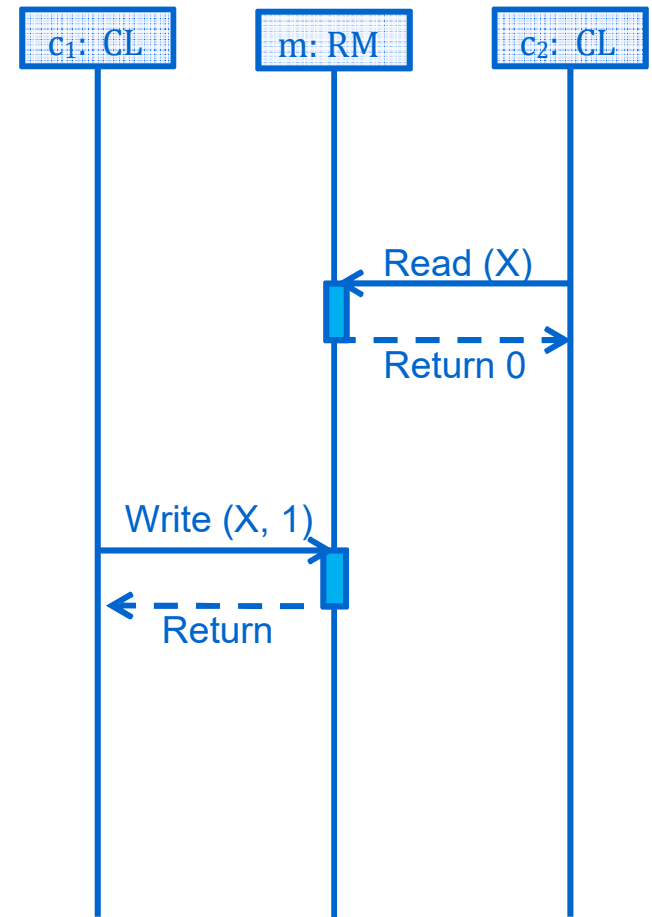 c₁: CL
m: RM
c₂: CL
Read (X)
Return 0
Write (X, 1)
Return